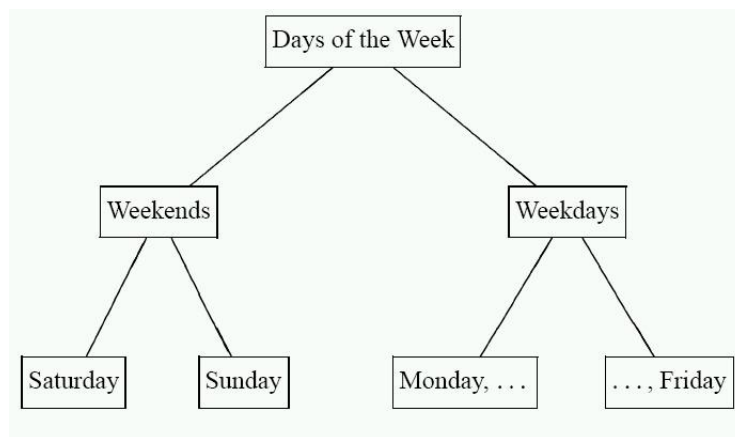 Days of the Week
Weekends
Weekdays
Saturday
Sunday
Monday, ...
..., Friday